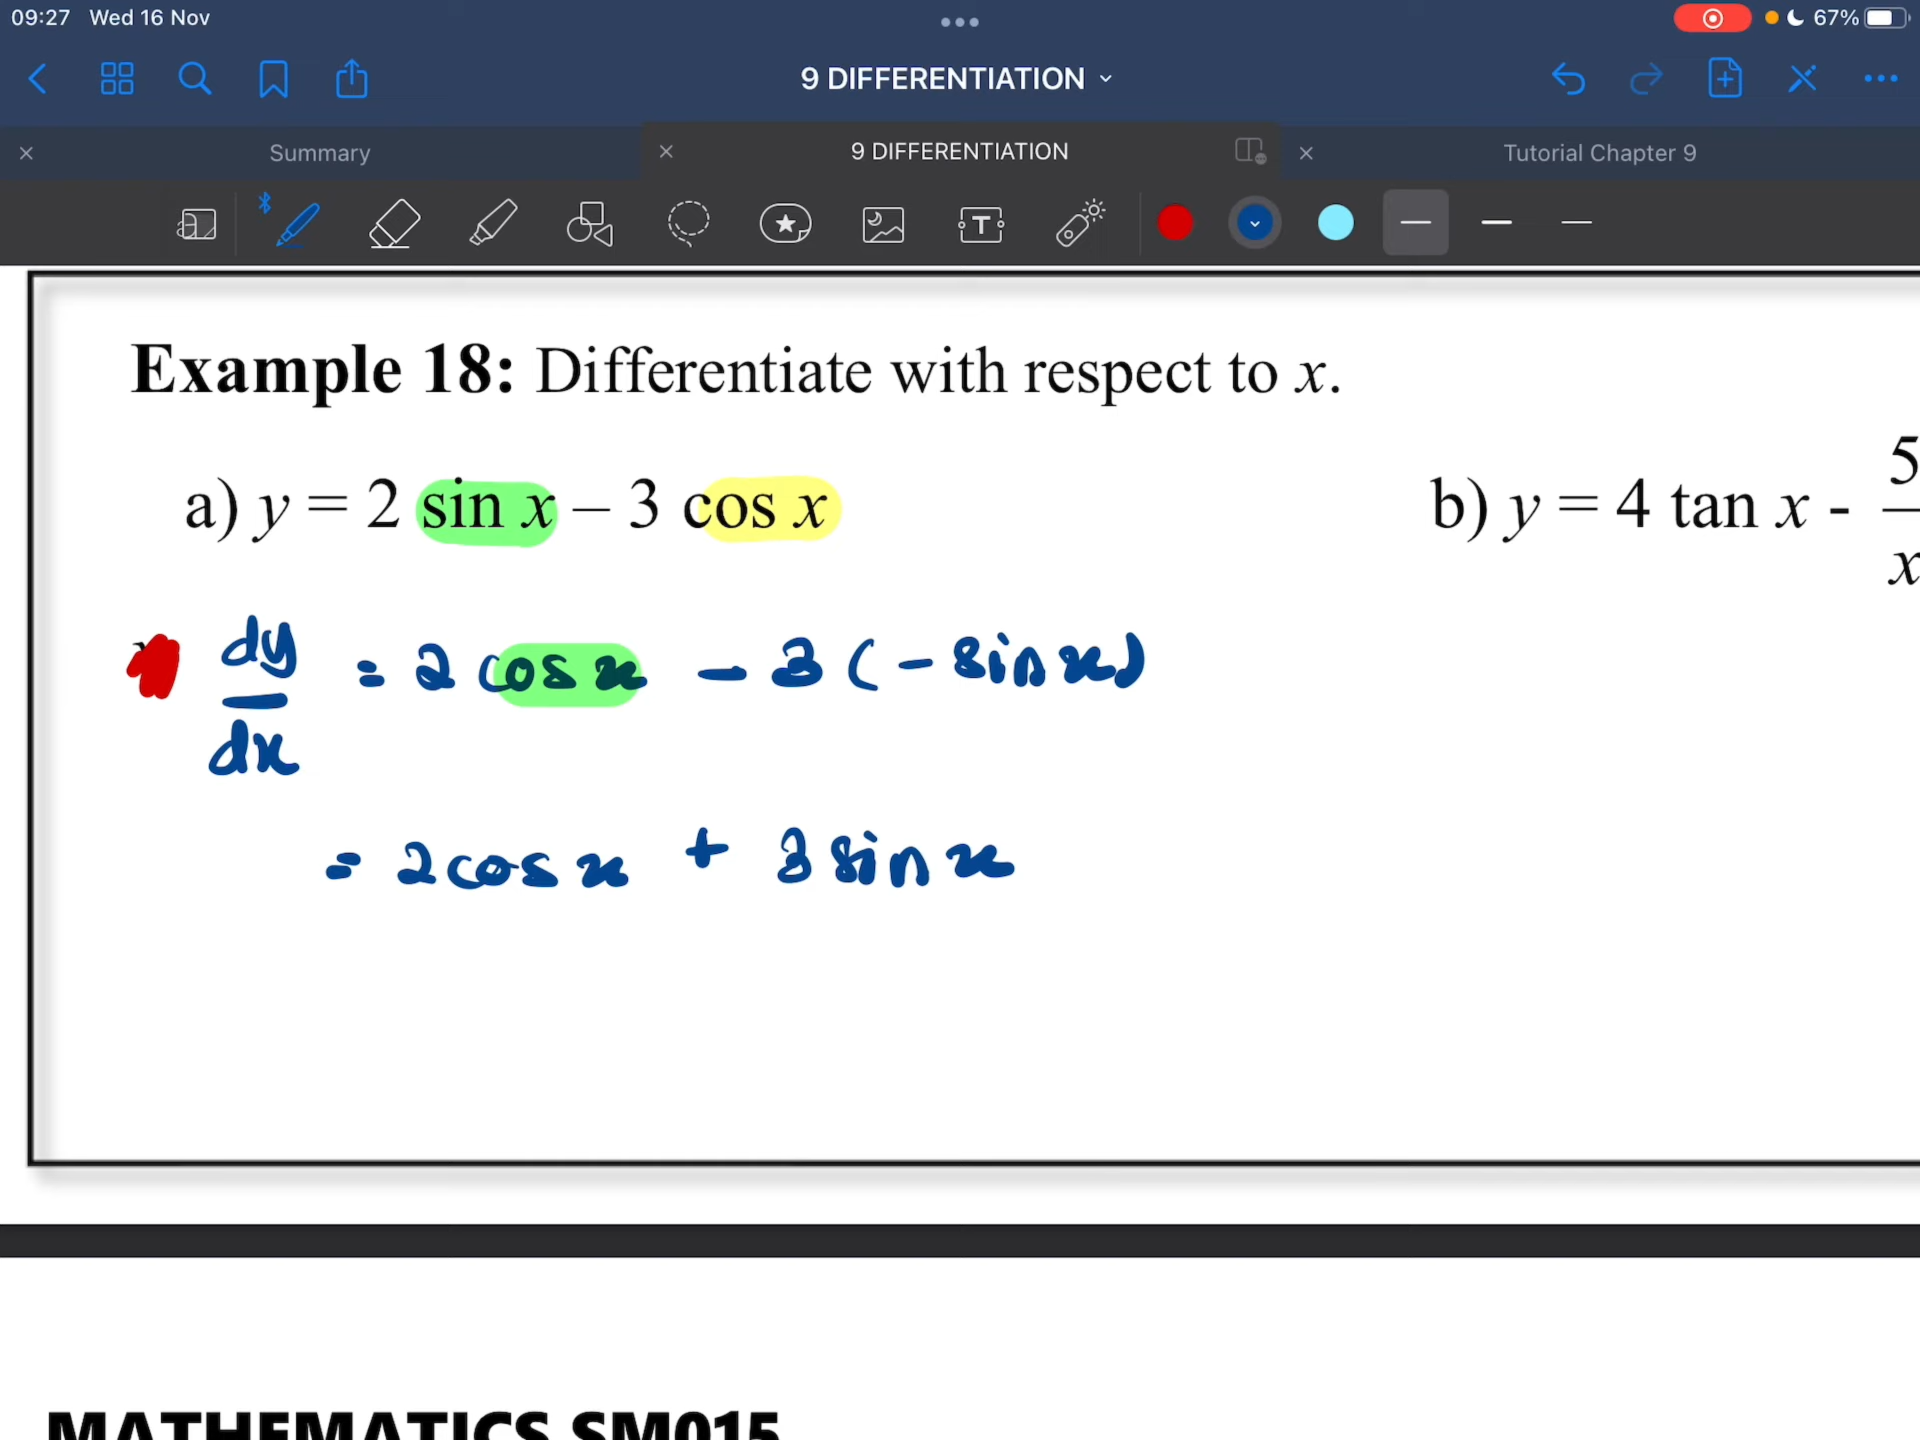 09:27 Wed 16 Nov 67%
9 DIFFERENTIATION
Summary 9 DIFFERENTIATION Tutorial Chapter 9
Example 18: Differentiate with respect to x.
a) y = 2 sin x – 3 cos x
b) y = 4 tan x - 5/x
dy/dx = 2 cos x - 3 (- sin x)
= 2 cos x + 3 sin x
MATHEMATICS SM015